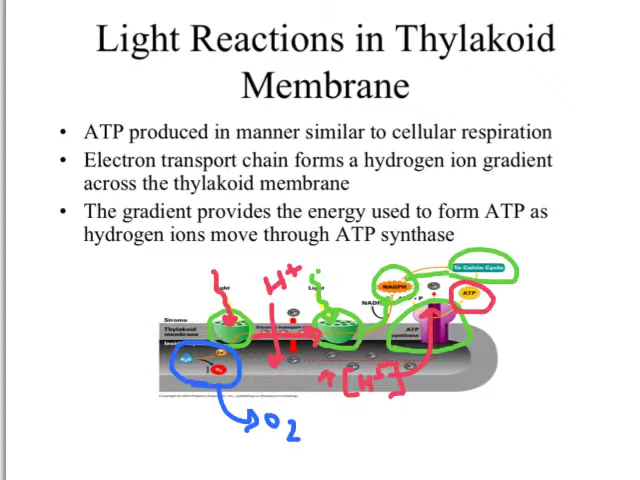 Light Reactions in Thylakoid
Membrane
• ATP produced in manner similar to cellular respiration
• Electron transport chain forms a hydrogen ion gradient
across the thylakoid membrane
• The gradient provides the energy used to form ATP as
hydrogen ions move through ATP synthase
To Calvin Cycle
H+
Light
NADPH
ATP
Stroma
Thylakoid
membrane
ATP
synthase
H₂O
O₂
↑ [H+]
O2